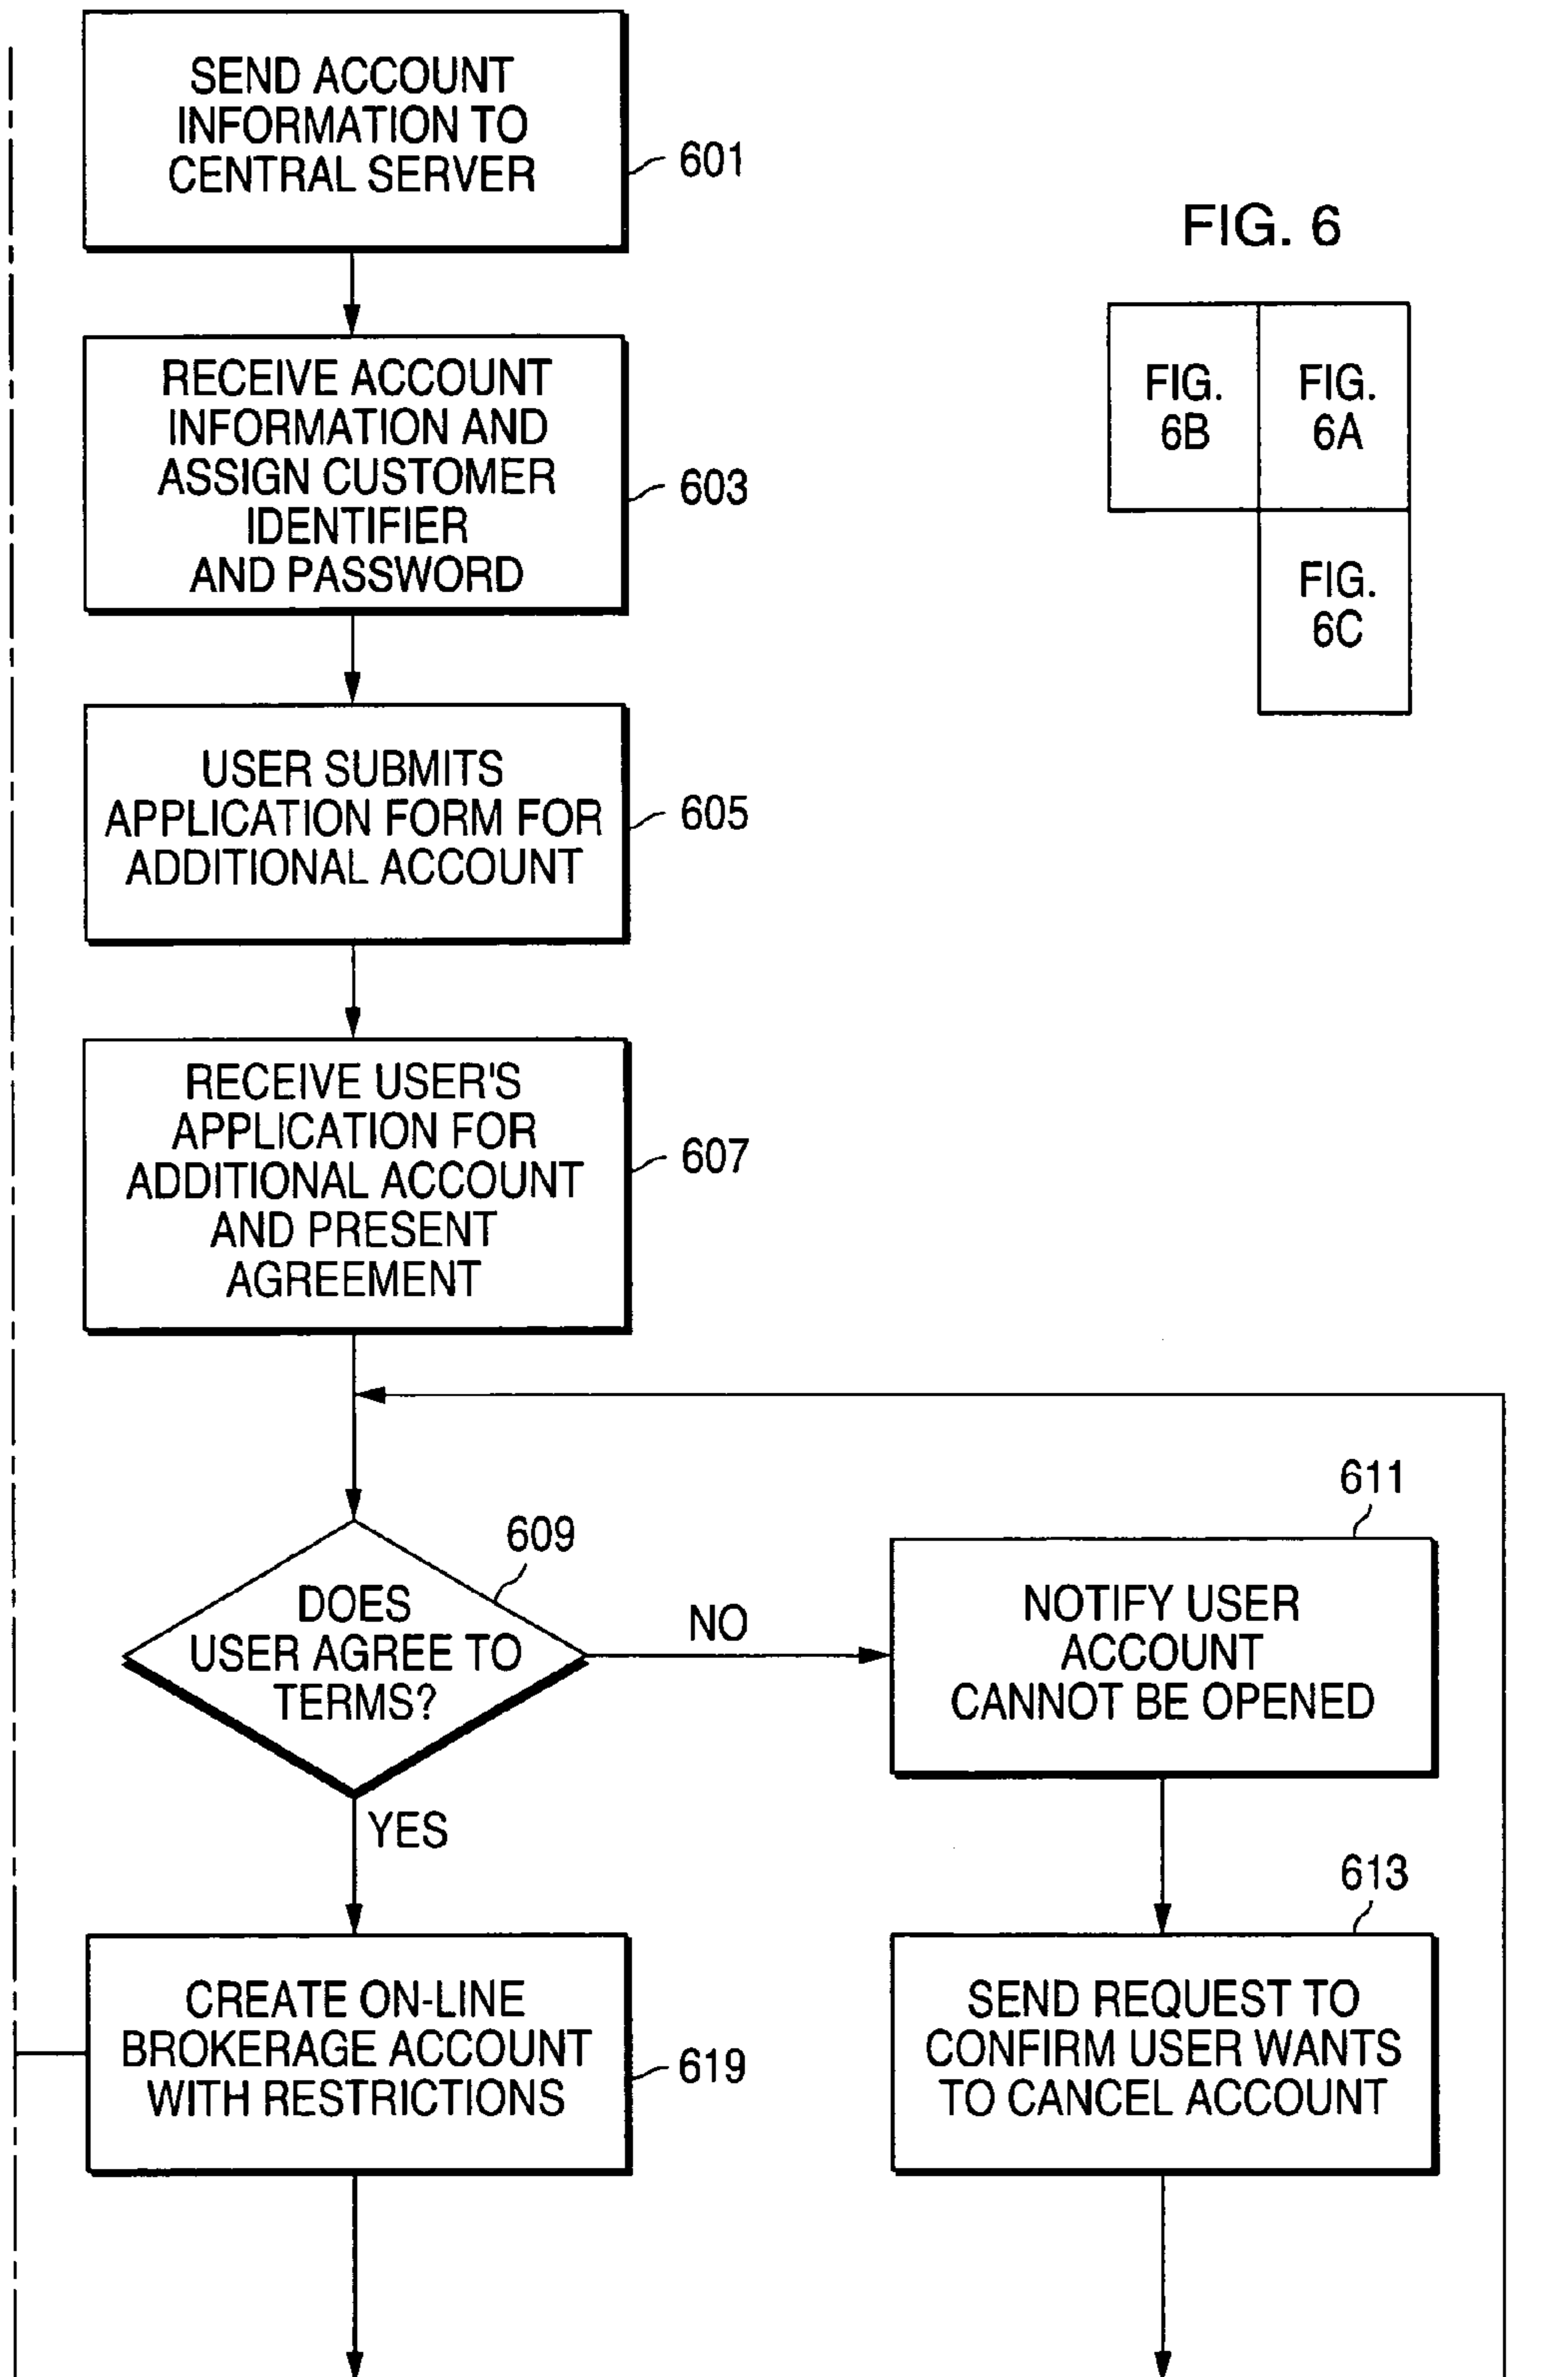 SEND ACCOUNT
INFORMATION TO
CENTRAL SERVER
601
FIG. 6
FIG.
6B
FIG.
6A
FIG.
6C
RECEIVE ACCOUNT
INFORMATION AND
ASSIGN CUSTOMER
IDENTIFIER
AND PASSWORD
603
USER SUBMITS
APPLICATION FORM FOR
ADDITIONAL ACCOUNT
605
RECEIVE USER'S
APPLICATION FOR
ADDITIONAL ACCOUNT
AND PRESENT
AGREEMENT
607
609
DOES
USER AGREE TO
TERMS?
NO
YES
611
NOTIFY USER
ACCOUNT
CANNOT BE OPENED
613
SEND REQUEST TO
CONFIRM USER WANTS
TO CANCEL ACCOUNT
CREATE ON-LINE
BROKERAGE ACCOUNT
WITH RESTRICTIONS
619